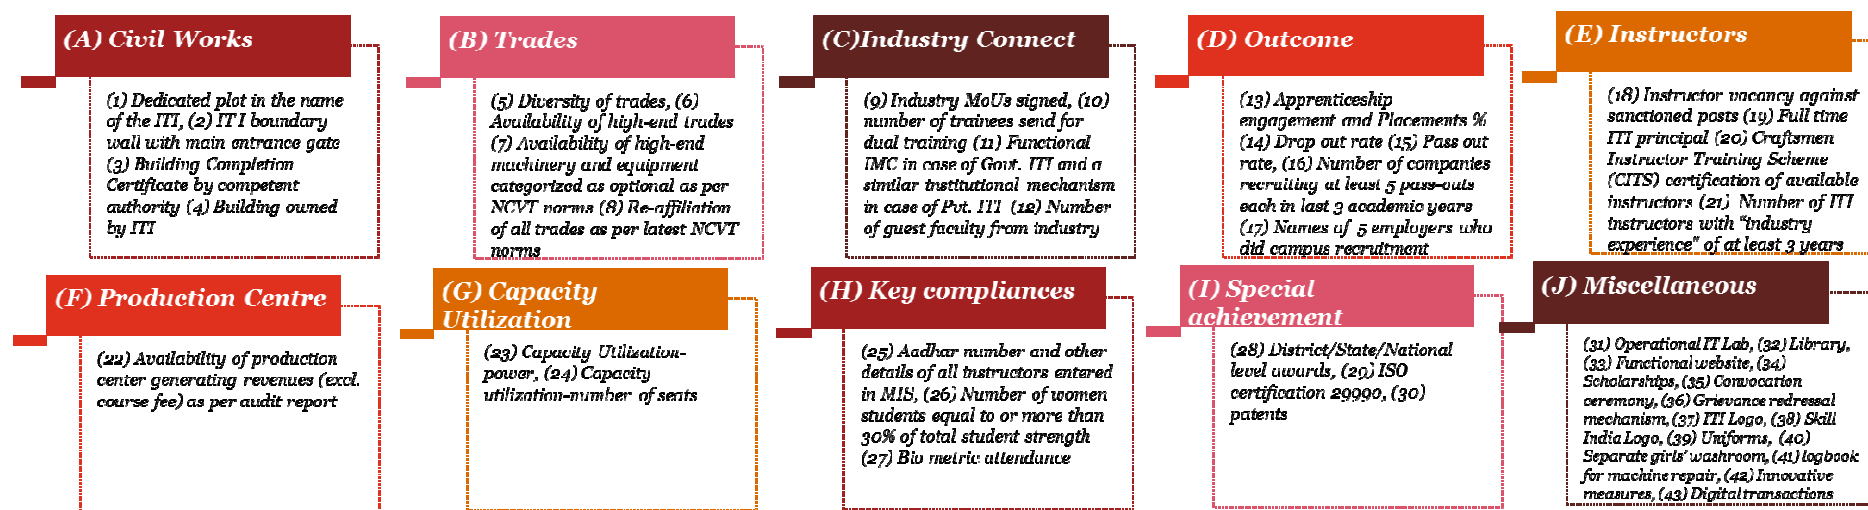 (A) Civil Works
(1) Dedicated plot in the name
of the ITI, (2) ITI boundary
wall with main entrance gate
(3) Building Completion
Certificate by competent
authority (4) Building owned
by ITI
(B) Trades
(5) Diversity of trades, (6)
Availability of high-end trades
(7) Availability of high-end
machinery and equipment
categorized as optional as per
NCVT norms (8) Re-affiliation
of all trades as per latest NCVT
norms
(C)Industry Connect
(9) Industry MoUs signed, (10)
number of trainees send for
dual training (11) Functional
IMC in case of Govt. ITI and a
similar institutional mechanism
in case of Pvt. ITI (12) Number
of guest faculty from industry
(D) Outcome
(13) Apprenticeship
engagement and Placements %
(14) Drop out rate (15) Pass out
rate, (16) Number of companies
recruiting at least 5 pass-outs
each in last 3 academic years
(17) Names of 5 employers who
did campus recruitment
(E) Instructors
(18) Instructor vacancy against
sanctioned posts (19) Full time
ITI principal (20) Craftsmen
Instructor Training Scheme
(CITS) certification of available
instructors (21) Number of ITI
instructors with "industry
experience" of at least 3 years
(F) Production Centre
(22) Availability of production
center generating revenues (excl.
course fee) as per audit report
(G) Capacity
Utilization
(23) Capacity Utilization-
power, (24) Capacity
utilization-number of seats
(H) Key compliances
(25) Aadhar number and other
details of all instructors entered
in MIS, (26) Number of women
students equal to or more than
30% of total student strength
(27) Bio metric attendance
(I) Special
achievement
(28) District/State/National
level awards, (29) ISO
certification 29990, (30)
patents
(J) Miscellaneous
(31) Operational IT Lab, (32) Library,
(33) Functional website, (34)
Scholarships, (35) Convocation
ceremony, (36) Grievance redressal
mechanism, (37) ITI Logo, (38) Skill
India Logo, (39) Uniforms, (40)
Separate girls' washroom, (41) logbook
for machine repair, (42) Innovative
measures, (43) Digital transactions